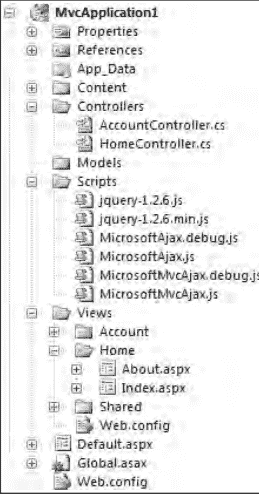 MvcApplication1
Properties
References
App_Data
Content
Controllers
AccountController.cs
HomeController.cs
Models
Scripts
jquery-1.2.6.js
jquery-1.2.6.min.js
MicrosoftAjax.debug.js
MicrosoftAjax.js
MicrosoftMvcAjax.debug.js
MicrosoftMvcAjax.js
Views
Account
Home
About.aspx
Index.aspx
Shared
Web.config
Default.aspx
Global.asax
Web.config